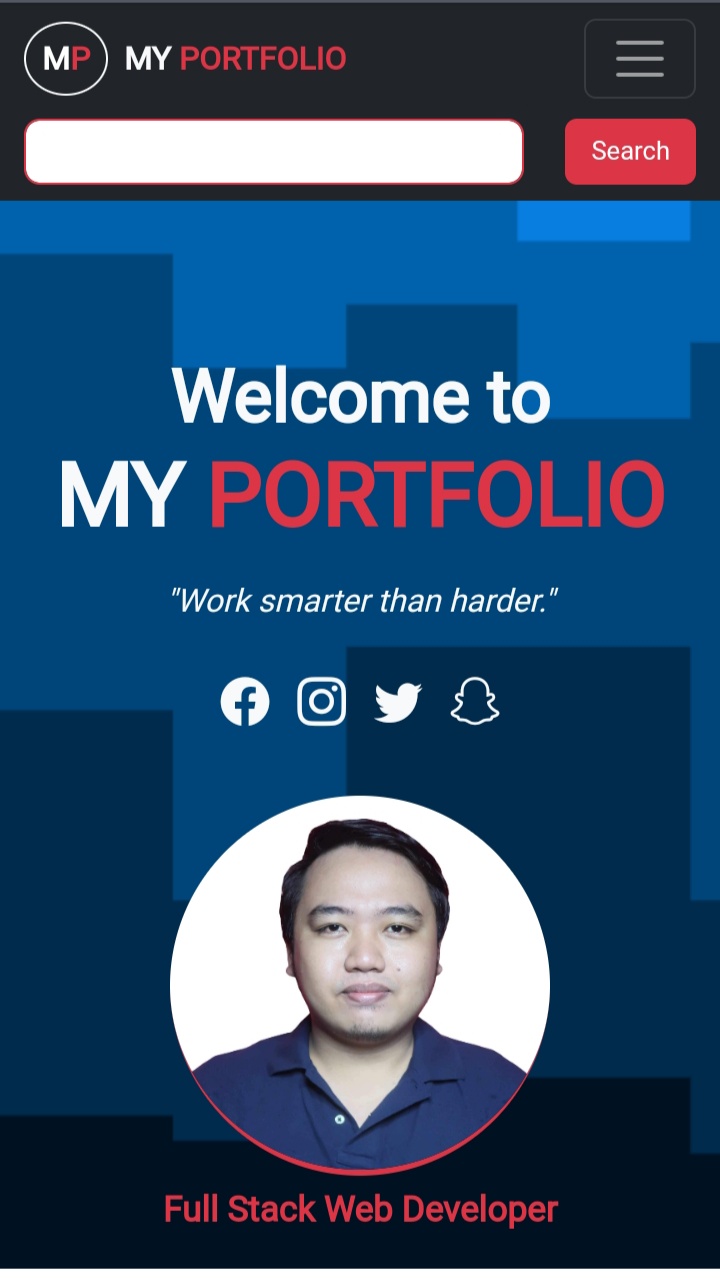 MP MY PORTFOLIO
Search
Welcome to
MY PORTFOLIO
"Work smarter than harder."
Full Stack Web Developer